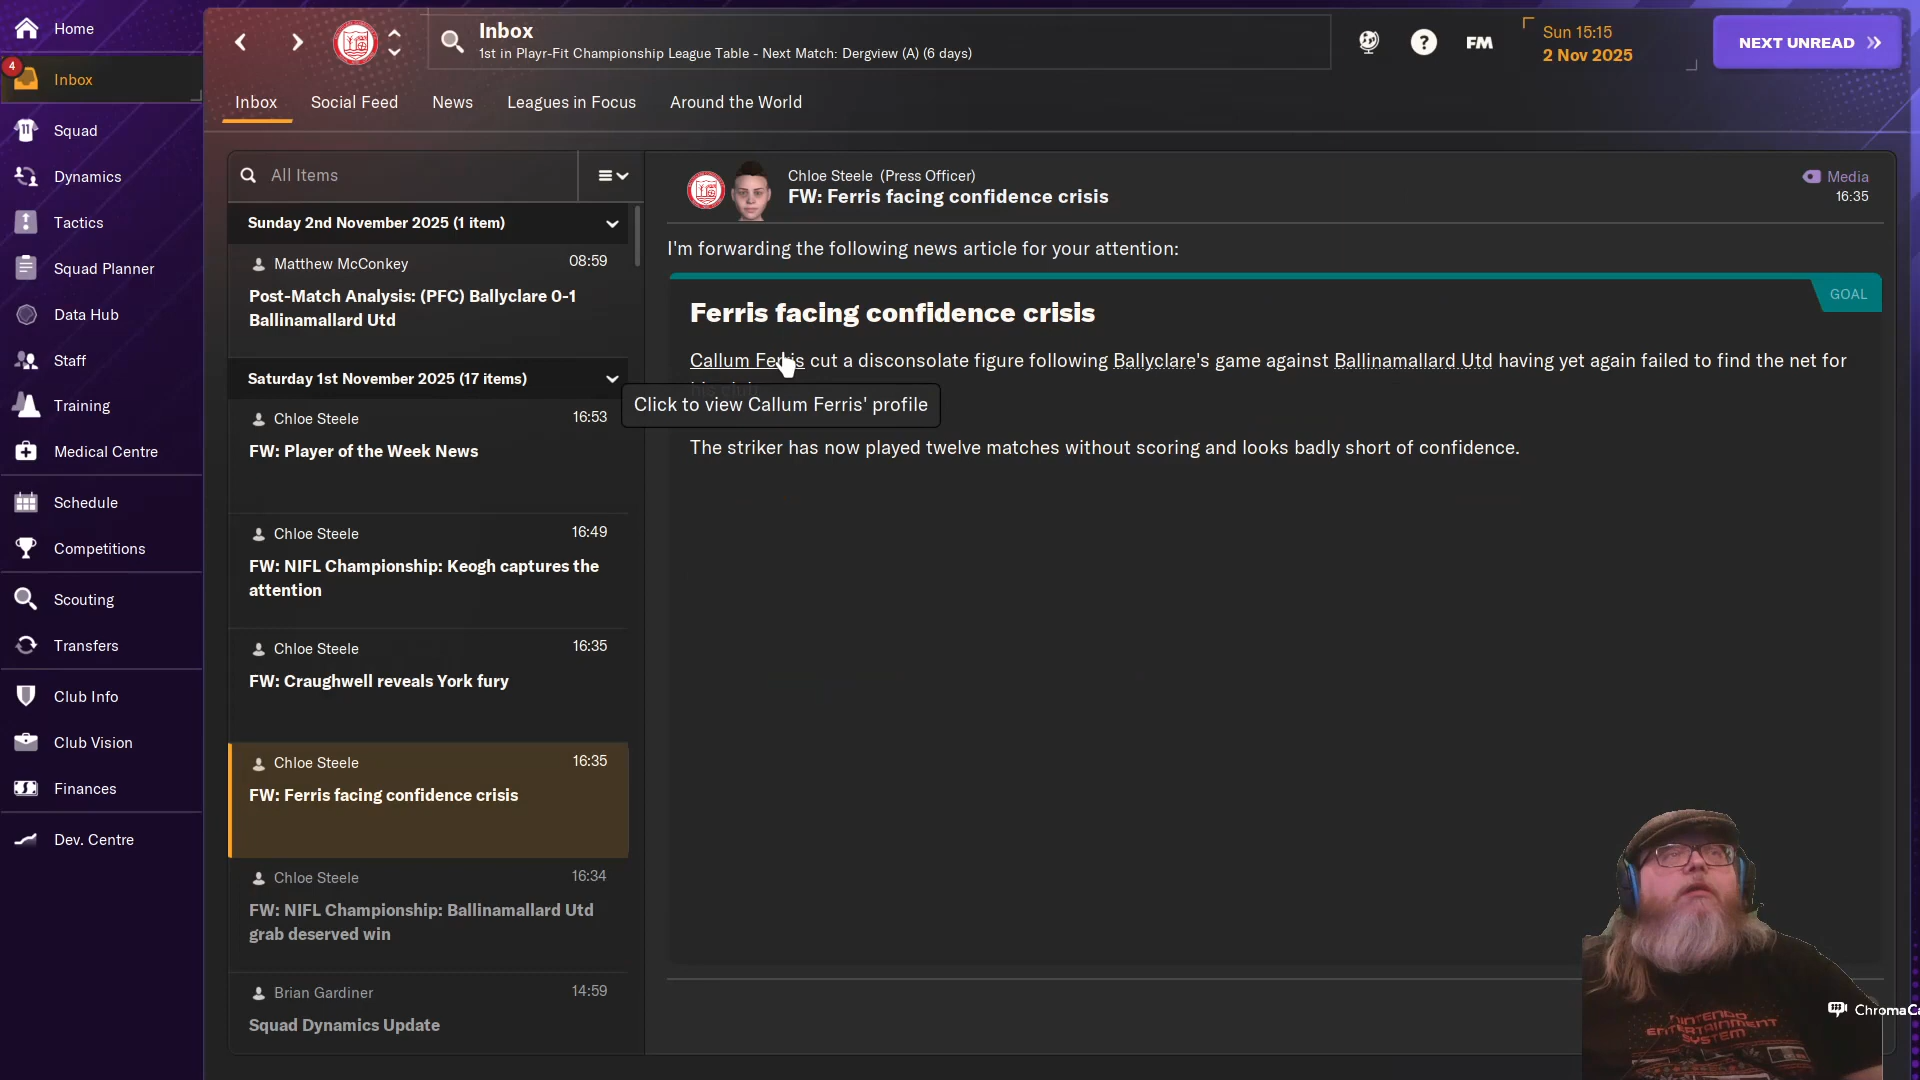 Home
4
Inbox
Squad
Dynamics
Tactics
Squad Planner
Data Hub
Staff
Training
Medical Centre
Schedule
Competitions
Scouting
Transfers
Club Info
Club Vision
Finances
Dev. Centre
Inbox
1st in Playr-Fit Championship League Table - Next Match: Dergview (A) (6 days)
FM
Sun 15:15
2 Nov 2025
NEXT UNREAD
Inbox
Social Feed
News
Leagues in Focus
Around the World
All Items
Sunday 2nd November 2025 (1 item)
Matthew McConkey 08:59
Post-Match Analysis: (PFC) Ballyclare 0-1
Ballinamallard Utd
Saturday 1st November 2025 (17 items)
Chloe Steele 16:53
FW: Player of the Week News
Chloe Steele 16:49
FW: NIFL Championship: Keogh captures the
attention
Chloe Steele 16:35
FW: Craughwell reveals York fury
Chloe Steele 16:35
FW: Ferris facing confidence crisis
Chloe Steele 16:34
FW: NIFL Championship: Ballinamallard Utd
grab deserved win
Brian Gardiner 14:59
Squad Dynamics Update
Chloe Steele (Press Officer)
FW: Ferris facing confidence crisis
Media
16:35
I'm forwarding the following news article for your attention:
GOAL
Ferris facing confidence crisis
Callum Ferris cut a disconsolate figure following Ballyclare's game against Ballinamallard Utd having yet again failed to find the net for
Click to view Callum Ferris' profile
The striker has now played twelve matches without scoring and looks badly short of confidence.
NINTENDO
ENTERTAINMENT
SYSTEM
ChromaCa